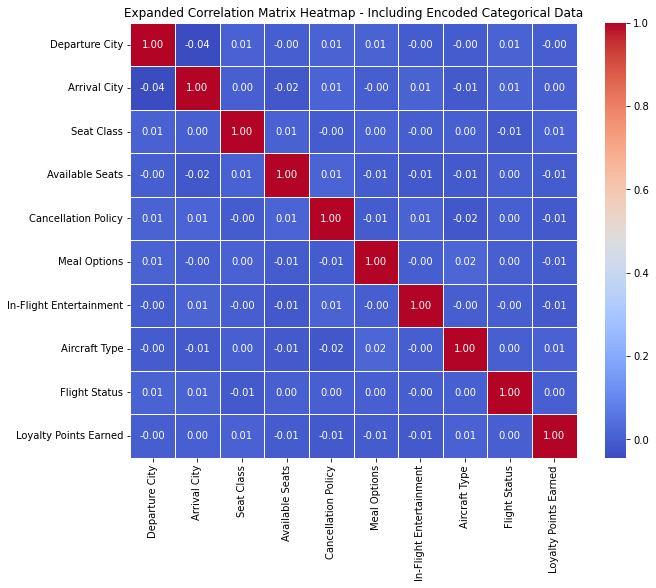 Expanded Correlation Matrix Heatmap - Including Encoded Categorical Data
Departure City 1.00 -0.04 0.01 -0.00 0.01 0.01 -0.00 -0.00 0.01 -0.00
Arrival City -0.04 1.00 0.00 -0.02 0.01 -0.00 0.01 -0.01 0.01 0.00
Seat Class 0.01 0.00 1.00 0.01 -0.00 0.00 -0.00 0.00 -0.01 0.01
Available Seats -0.00 -0.02 0.01 1.00 0.01 -0.01 -0.01 -0.01 0.00 -0.01
Cancellation Policy 0.01 0.01 -0.00 0.01 1.00 -0.01 0.01 -0.02 0.00 -0.01
Meal Options 0.01 -0.00 0.00 -0.01 -0.01 1.00 -0.00 0.02 0.00 -0.01
In-Flight Entertainment -0.00 0.01 -0.00 -0.01 0.01 -0.00 1.00 -0.00 -0.00 -0.01
Aircraft Type -0.00 -0.01 0.00 -0.01 -0.02 0.02 -0.00 1.00 0.00 0.01
Flight Status 0.01 0.01 -0.01 0.00 0.00 0.00 -0.00 0.00 1.00 0.00
Loyalty Points Earned -0.00 0.00 0.01 -0.01 -0.01 -0.01 -0.01 0.01 0.00 1.00
Departure City
Arrival City
Seat Class
Available Seats
Cancellation Policy
Meal Options
In-Flight Entertainment
Aircraft Type
Flight Status
Loyalty Points Earned
1.0
0.8
0.6
0.4
0.2
0.0